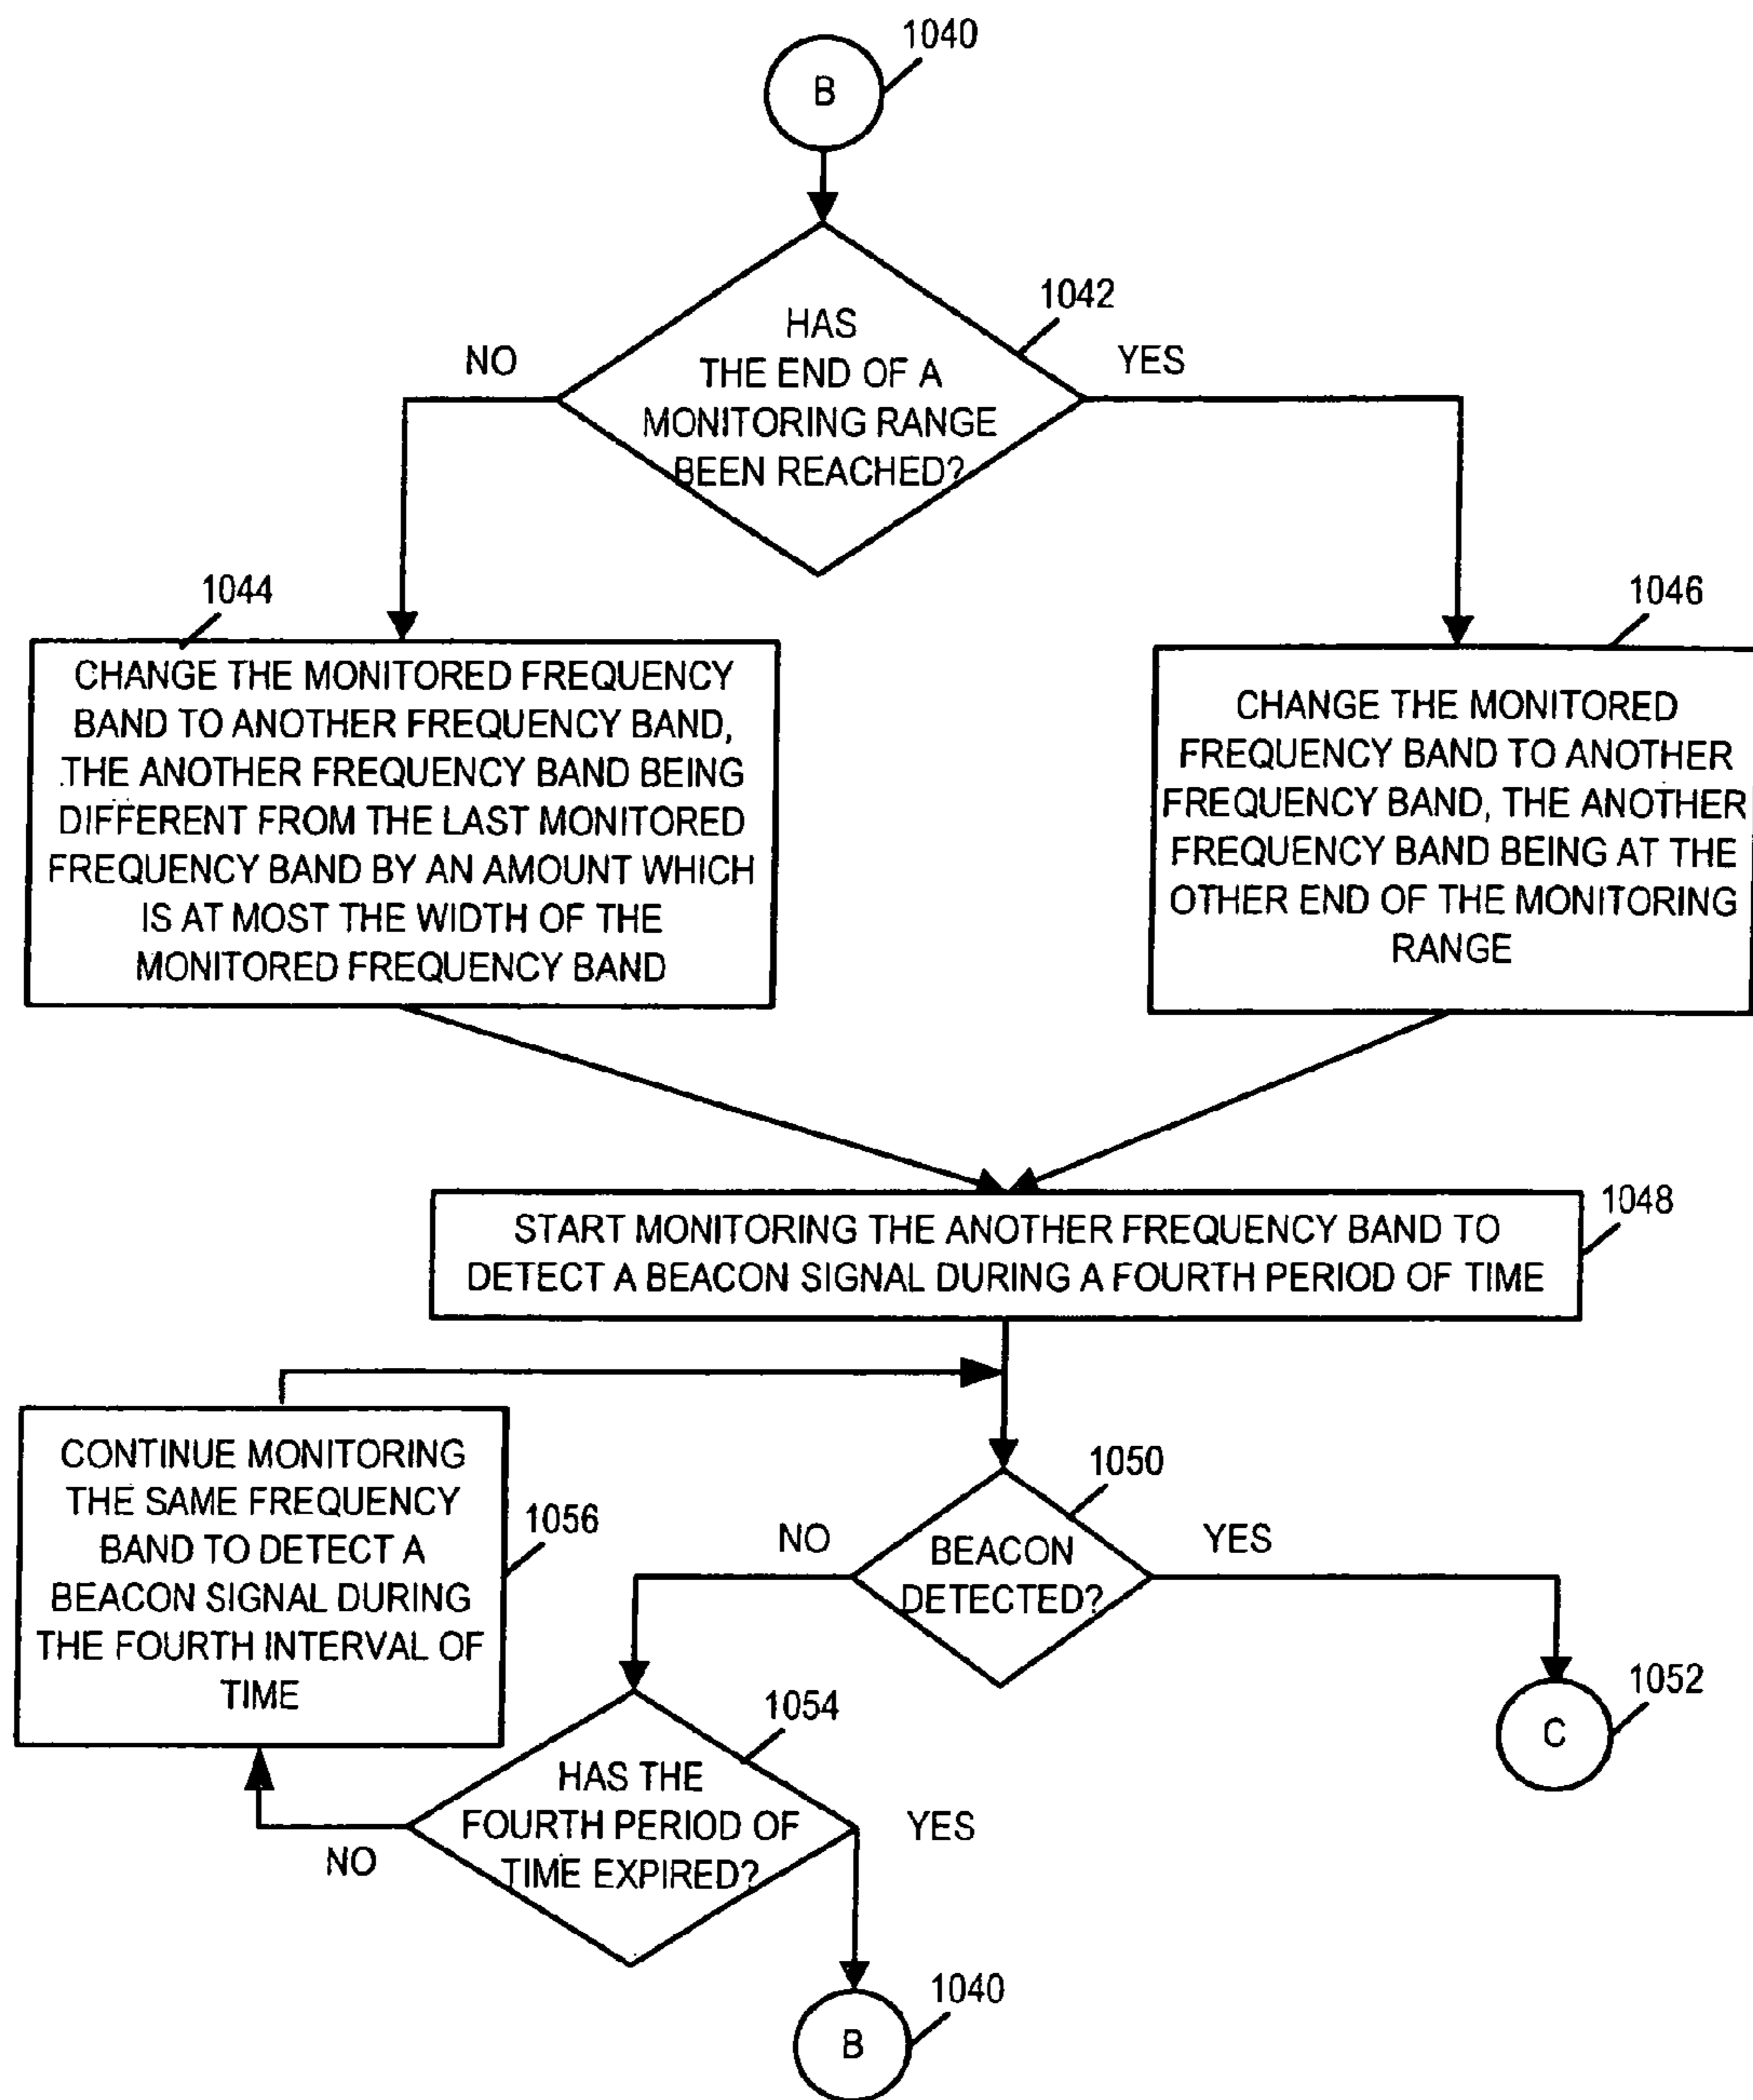 1040
B
1042
HAS
THE END OF A
MONITORING RANGE
BEEN REACHED?
NO
YES
1044
CHANGE THE MONITORED FREQUENCY
BAND TO ANOTHER FREQUENCY BAND,
THE ANOTHER FREQUENCY BAND BEING
DIFFERENT FROM THE LAST MONITORED
FREQUENCY BAND BY AN AMOUNT WHICH
IS AT MOST THE WIDTH OF THE
MONITORED FREQUENCY BAND
1046
CHANGE THE MONITORED
FREQUENCY BAND TO ANOTHER
FREQUENCY BAND, THE ANOTHER
FREQUENCY BAND BEING AT THE
OTHER END OF THE MONITORING
RANGE
1048
START MONITORING THE ANOTHER FREQUENCY BAND TO
DETECT A BEACON SIGNAL DURING A FOURTH PERIOD OF TIME
CONTINUE MONITORING
THE SAME FREQUENCY
BAND TO DETECT A
BEACON SIGNAL DURING
THE FOURTH INTERVAL OF
TIME
1056
1050
BEACON
DETECTED?
NO
YES
1052
C
1054
HAS THE
FOURTH PERIOD OF
TIME EXPIRED?
NO
YES
1040
B